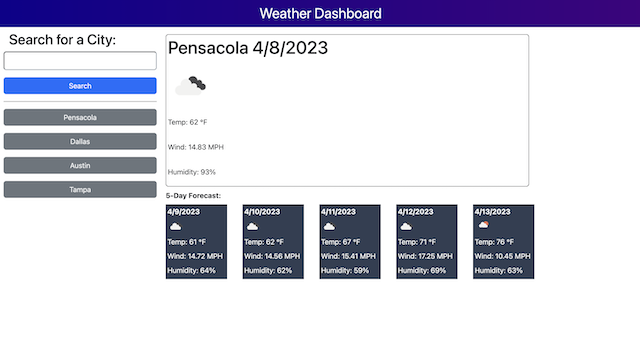 Weather Dashboard
Search for a City:
Search
Pensacola
Dallas
Austin
Tampa
Pensacola 4/8/2023
Temp: 62 °F
Wind: 14.83 MPH
Humidity: 93%
5-Day Forecast:
4/9/2023
Temp: 61 °F
Wind: 14.72 MPH
Humidity: 64%
4/10/2023
Temp: 62 °F
Wind: 14.56 MPH
Humidity: 62%
4/11/2023
Temp: 67 °F
Wind: 15.41 MPH
Humidity: 59%
4/12/2023
Temp: 71 °F
Wind: 17.25 MPH
Humidity: 69%
4/13/2023
Temp: 76 °F
Wind: 10.45 MPH
Humidity: 63%